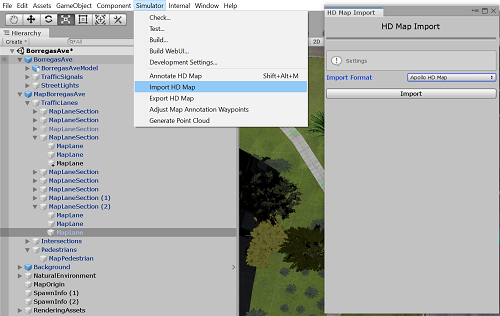 File Edit Assets GameObject Component Simulator Internal Window Help
Hierarchy
Create All
BorregasAve*
BorregasAve
BorregasAveModel
TrafficSignals
StreetLights
MapBorregasAve
TrafficLanes
MapLaneSection
MapLaneSection
MapLaneSection
MapLaneSection
MapLane
MapLane
MapLane
MapLaneSection
MapLaneSection (1)
MapLaneSection (2)
MapLane
MapLane
MapLane
Intersections
Pedestrians
MapPedestrian
Background
NaturalEnvironment
MapOrigin
SpawnInfo (1)
SpawnInfo (2)
RenderingAssets
Check...
Test...
Build...
Build WebUI...
Development Settings...
Annotate HD Map Shift+Alt+M
Import HD Map
Export HD Map
Adjust Map Annotation Waypoints
Generate Point Cloud
2D
HD Map Import
HD Map Import
Settings
Import Format Apollo HD Map
Import